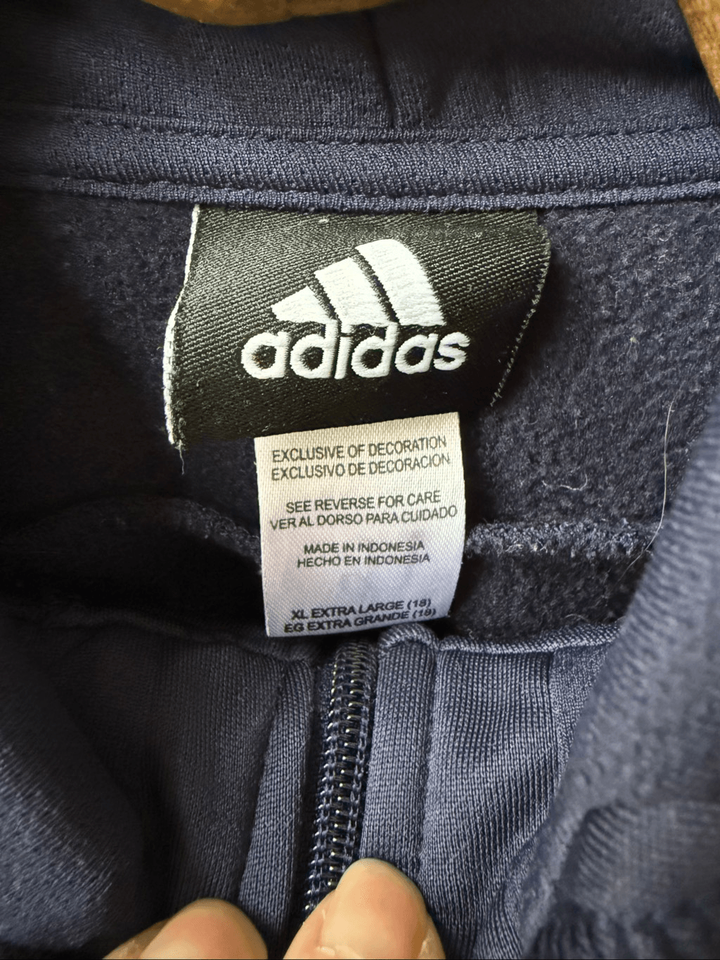 adidas
EXCLUSIVE OF DECORATION
EXCLUSIVO DE DECORACION
SEE REVERSE FOR CARE
VER AL DORSO PARA CUIDADO
MADE IN INDONESIA
HECHO EN INDONESIA
XL EXTRA LARGE (18)
EG EXTRA GRANDE (18)